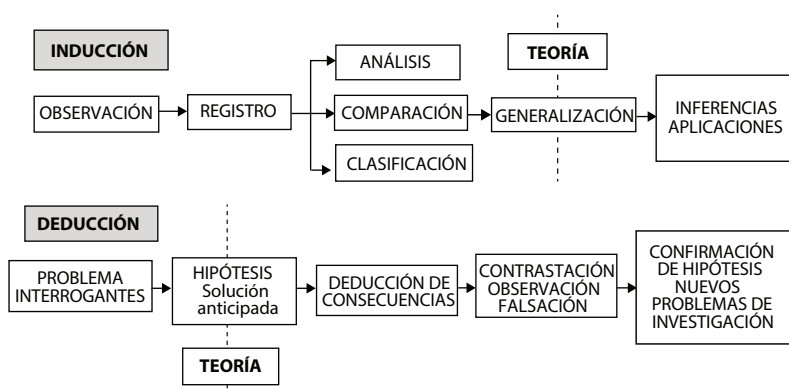 INDUCCIÓN
TEORÍA
OBSERVACIÓN
REGISTRO
ANÁLISIS
COMPARACIÓN
CLASIFICACIÓN
GENERALIZACIÓN
INFERENCIAS
APLICACIONES
DEDUCCIÓN
PROBLEMA
INTERROGANTES
HIPÓTESIS
Solución
anticipada
TEORÍA
DEDUCCIÓN DE
CONSECUENCIAS
CONTRASTACIÓN
OBSERVACIÓN
FALSACIÓN
CONFIRMACIÓN
DE HIPÓTESIS
NUEVOS
PROBLEMAS DE
INVESTIGACIÓN